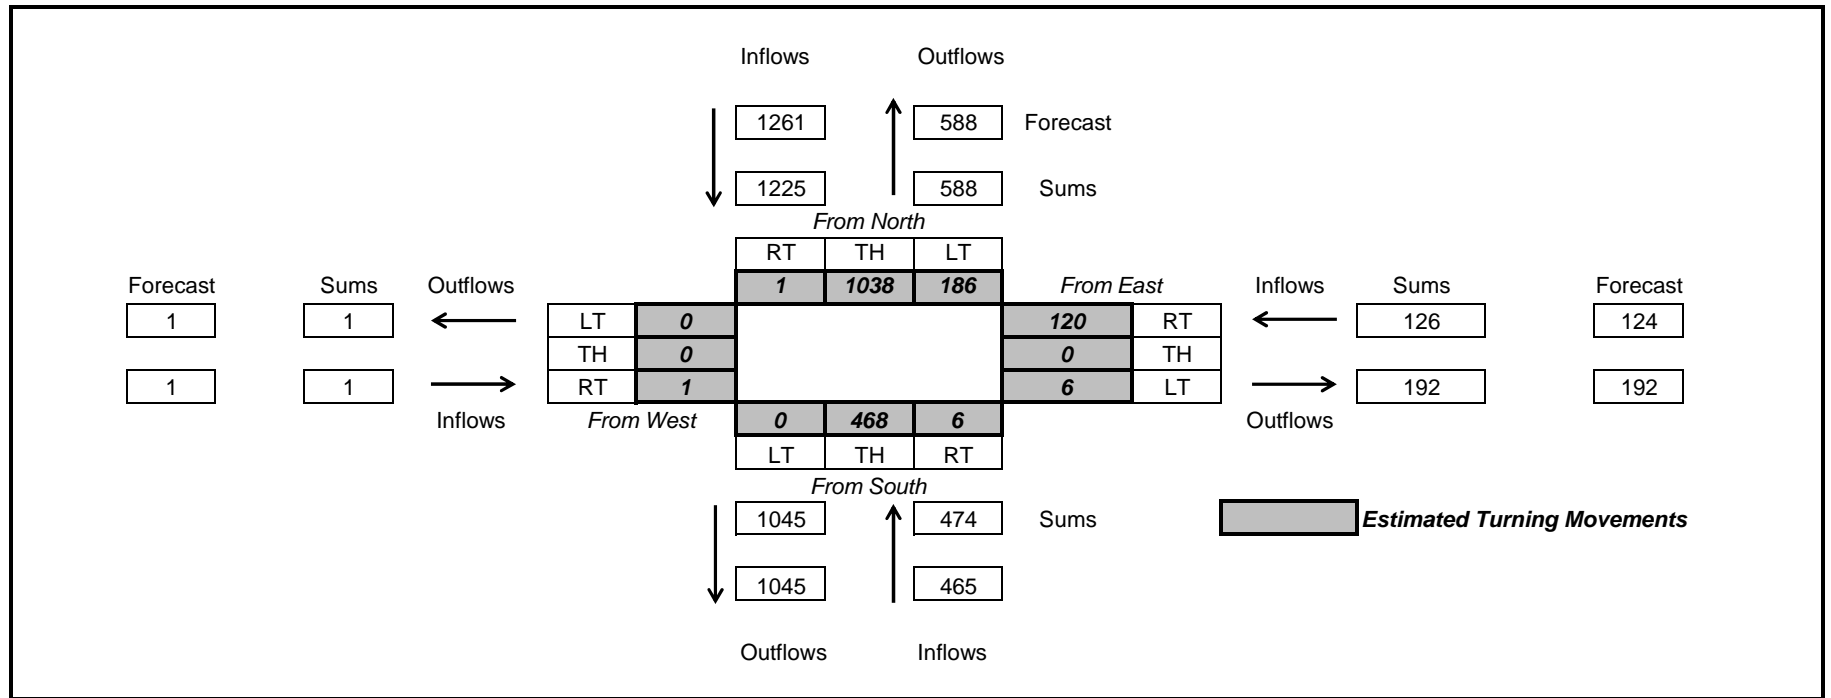 Inflows Outflows
1261 588 Forecast
1225 588 Sums
From North
RT TH LT
Forecast Sums Outflows 1 1038 186 From East Inflows Sums Forecast
1 1 LT 0 120 RT 126 124
TH 0 0 TH
1 1 RT 1 6 LT 192 192
Inflows From West 0 468 6 Outflows
LT TH RT
From South
1045 474 Sums Estimated Turning Movements
1045 465
Outflows Inflows